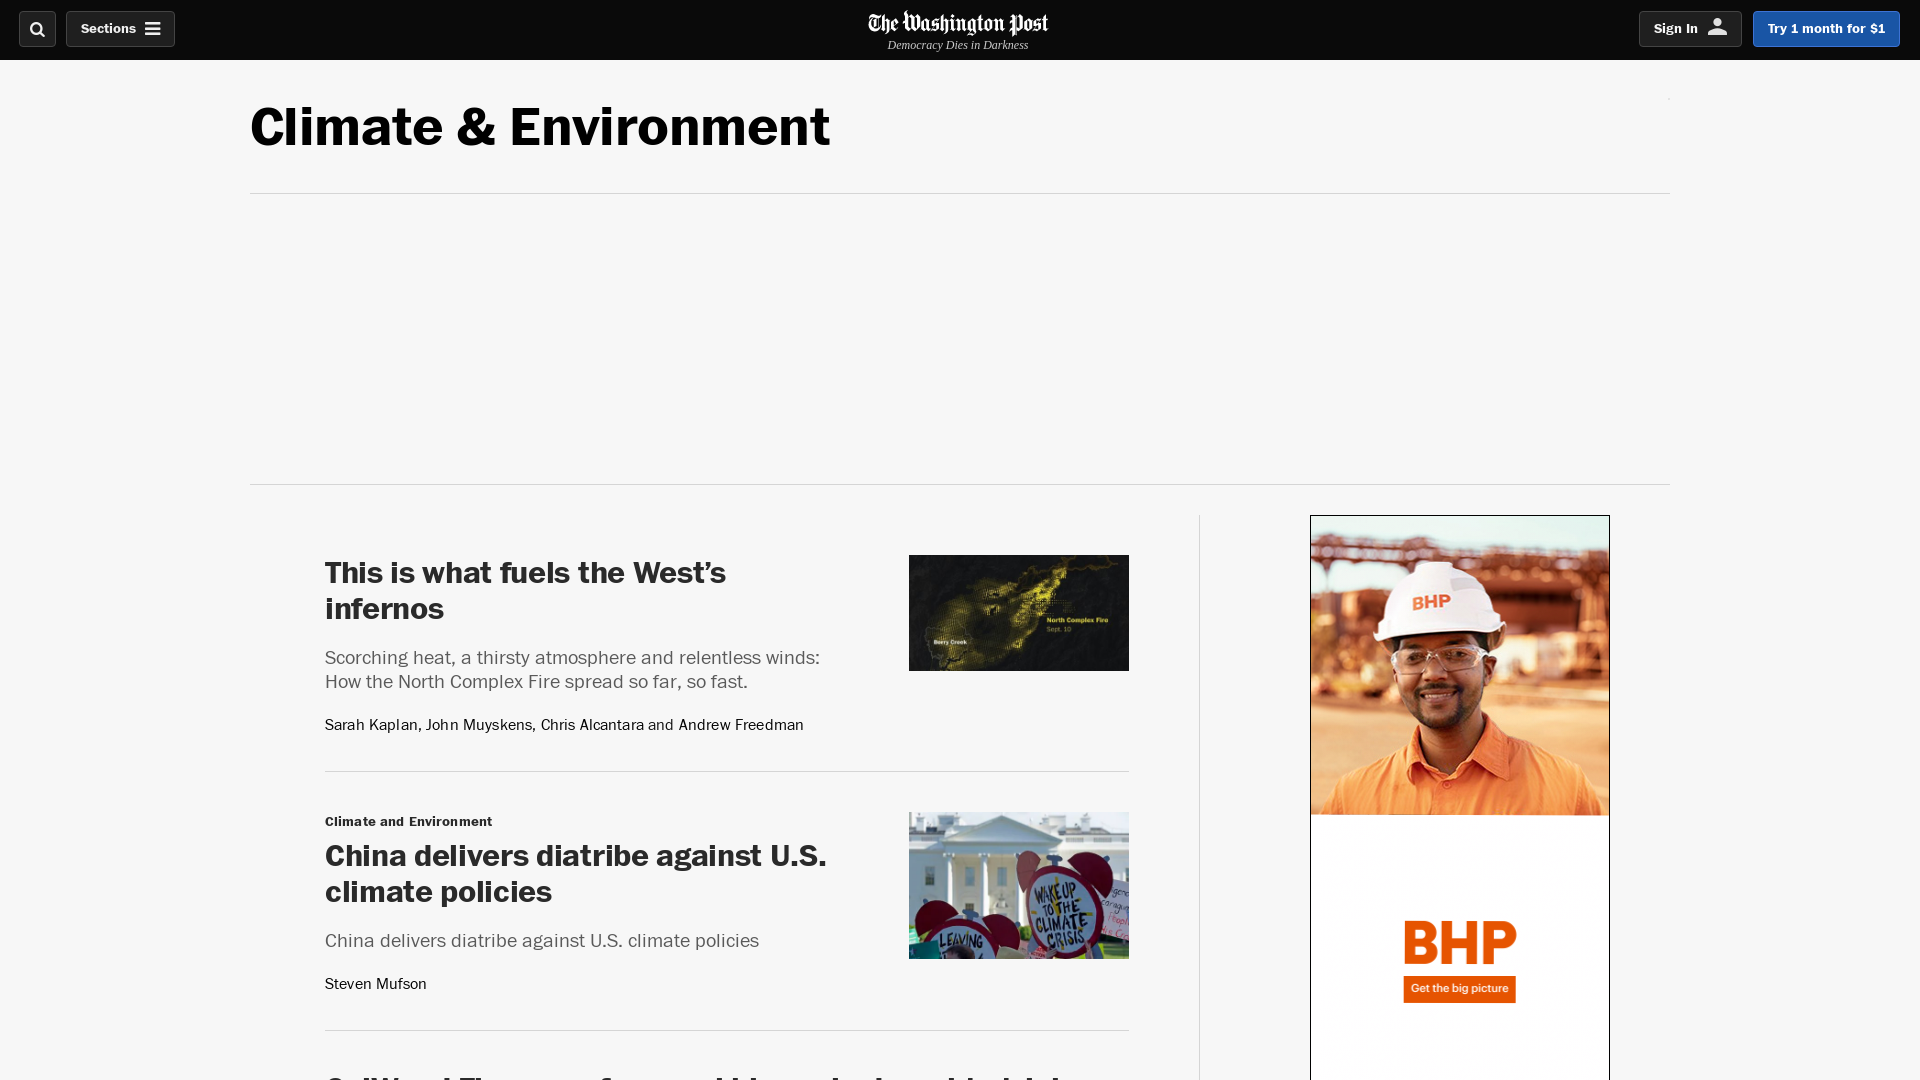 Sections
The Washington Post
Democracy Dies in Darkness
Sign In
Try 1 month for $1
Climate & Environment
This is what fuels the West’s
infernos
Scorching heat, a thirsty atmosphere and relentless winds:
How the North Complex Fire spread so far, so fast.
Sarah Kaplan, John Muyskens, Chris Alcantara and Andrew Freedman
North Complex Fire
Sept. 10
Berry Creek
Climate and Environment
China delivers diatribe against U.S.
climate policies
China delivers diatribe against U.S. climate policies
Steven Mufson
WAKE UP
TO THE
CLIMATE
CRISIS
LEAVING
BHP
BHP
Get the big picture